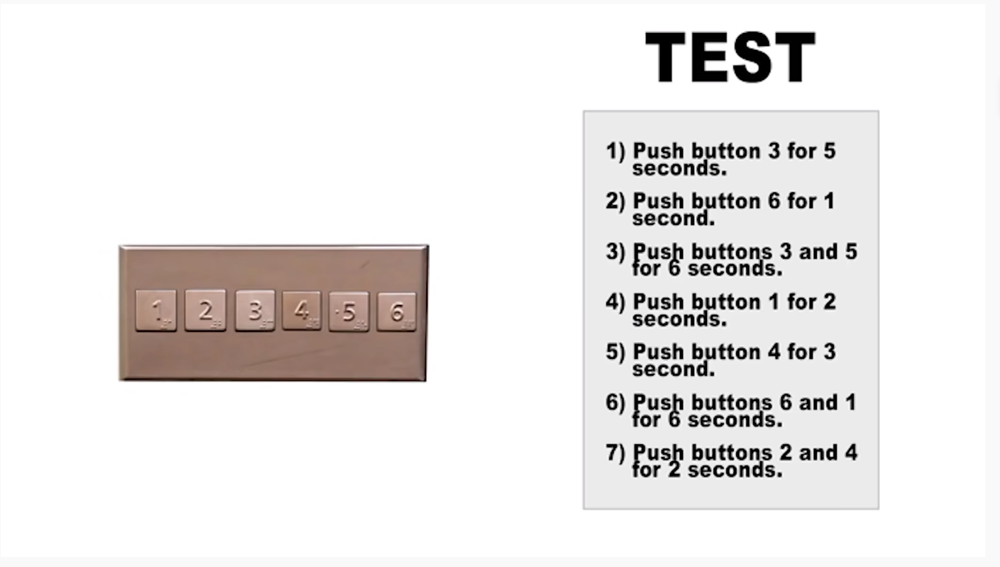 TEST
1) Push button 3 for 5
seconds.
2) Push button 6 for 1
second.
3) Push buttons 3 and 5
for 6 seconds.
4) Push button 1 for 2
seconds.
5) Push button 4 for 3
second.
6) Push buttons 6 and 1
for 6 seconds.
7) Push buttons 2 and 4
for 2 seconds.
1 2 3 4 5 6